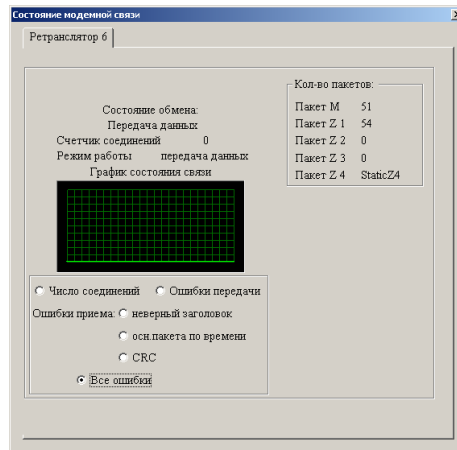 Состояние модемной связи
Ретранслятор 6
Состояние обмена:
Передача данных
Счетчик соединений 0
Режим работы передача данных
График состояния связи
Кол-во пакетов:
Пакет M 51
Пакет Z 1 54
Пакет Z 2 0
Пакет Z 3 0
Пакет Z 4 StaticZ4
Число соединений Ошибки передачи
Ошибки приема: неверный заголовок
осн.пакета по времени
CRC
Все ошибки